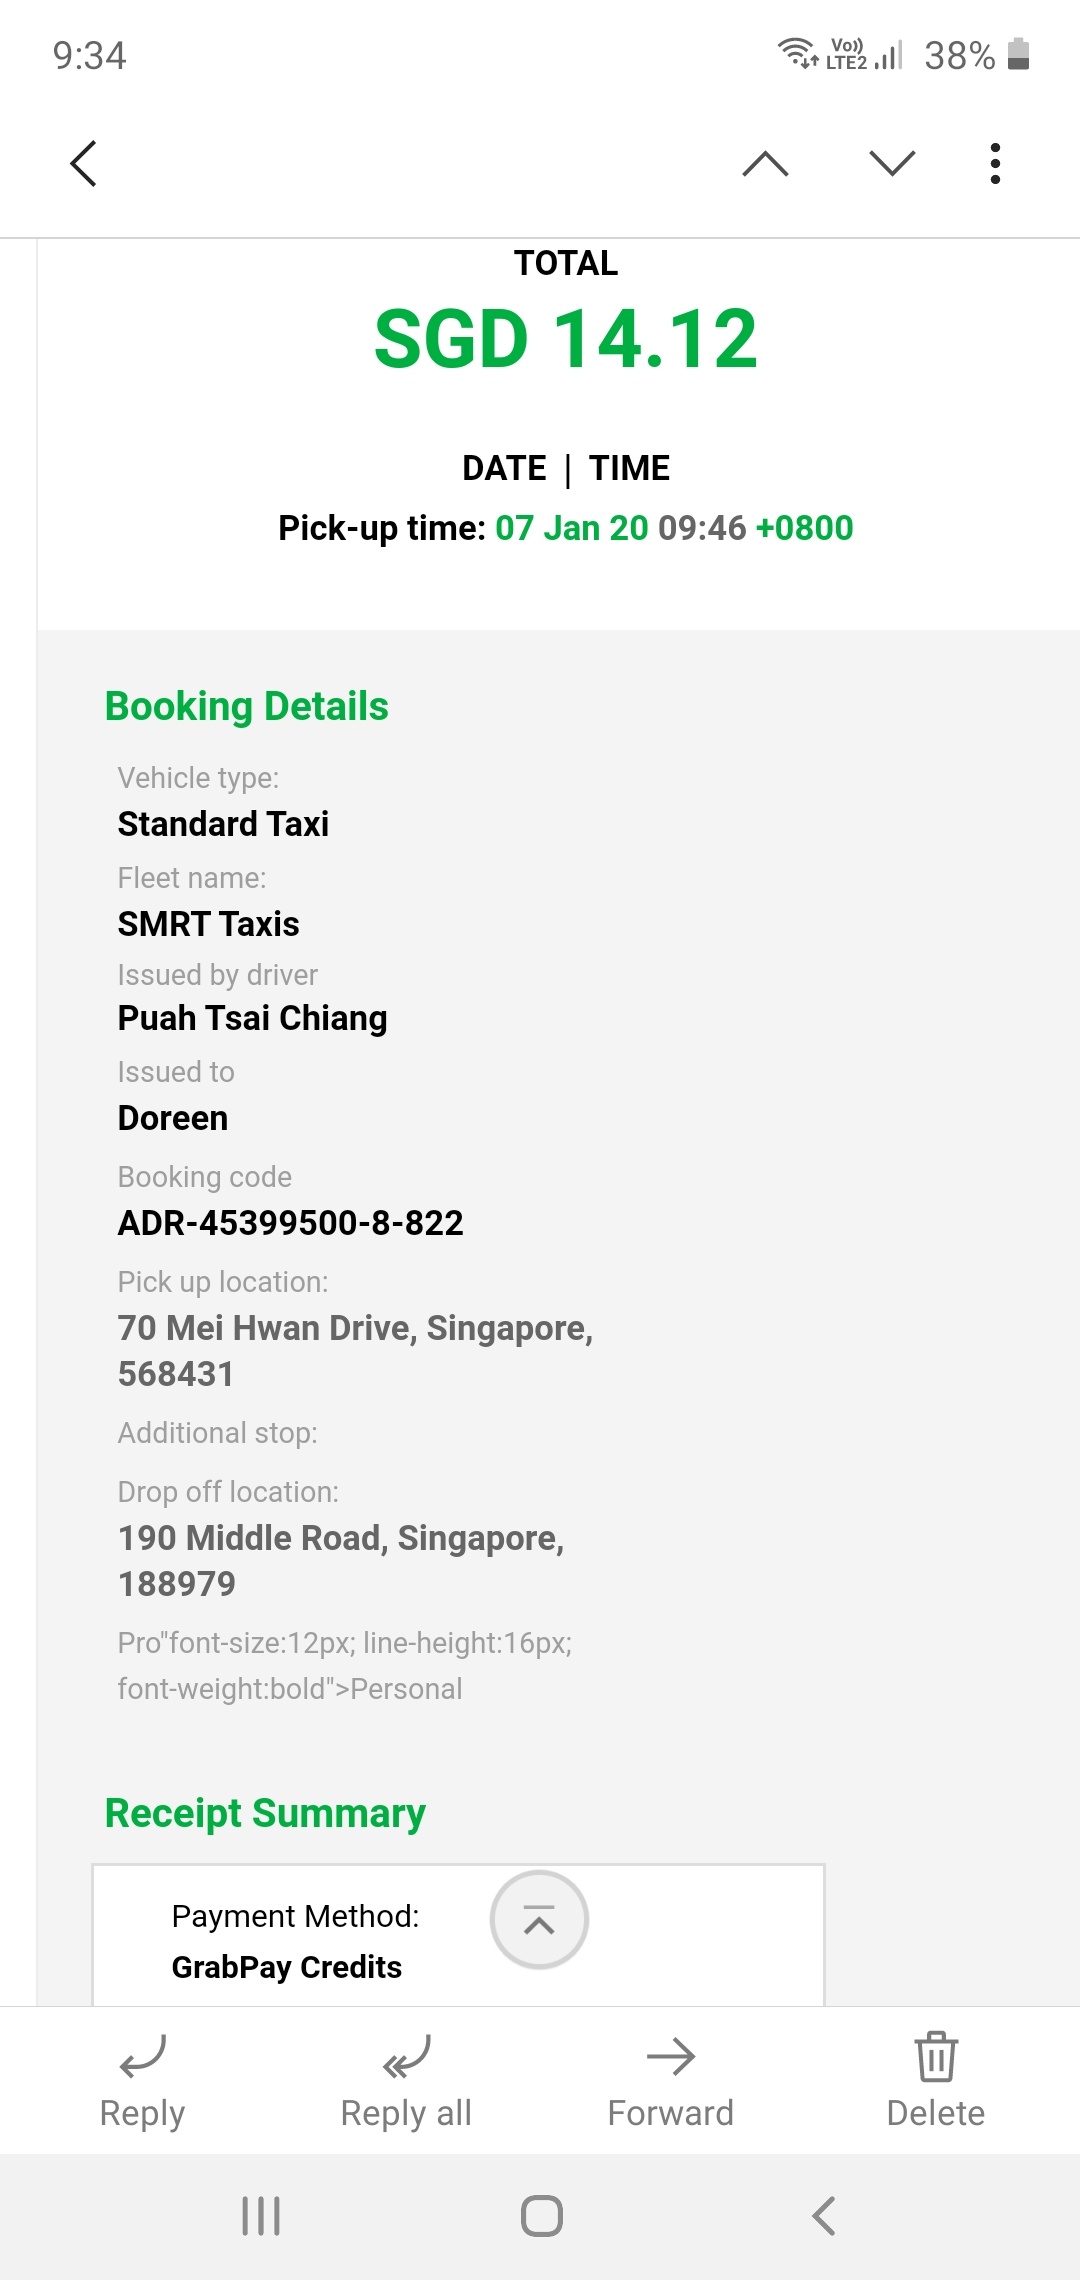 9:34
Vo)) LTE2 38%
TOTAL
SGD 14.12
DATE | TIME
Pick-up time: 07 Jan 20 09:46 +0800
Booking Details
Vehicle type:
Standard Taxi
Fleet name:
SMRT Taxis
Issued by driver
Puah Tsai Chiang
Issued to
Doreen
Booking code
ADR-45399500-8-822
Pick up location:
70 Mei Hwan Drive, Singapore,
568431
Additional stop:
Drop off location:
190 Middle Road, Singapore,
188979
Pro"font-size:12px; line-height:16px;
font-weight:bold">Personal
Receipt Summary
Payment Method:
GrabPay Credits
Reply Reply all Forward Delete